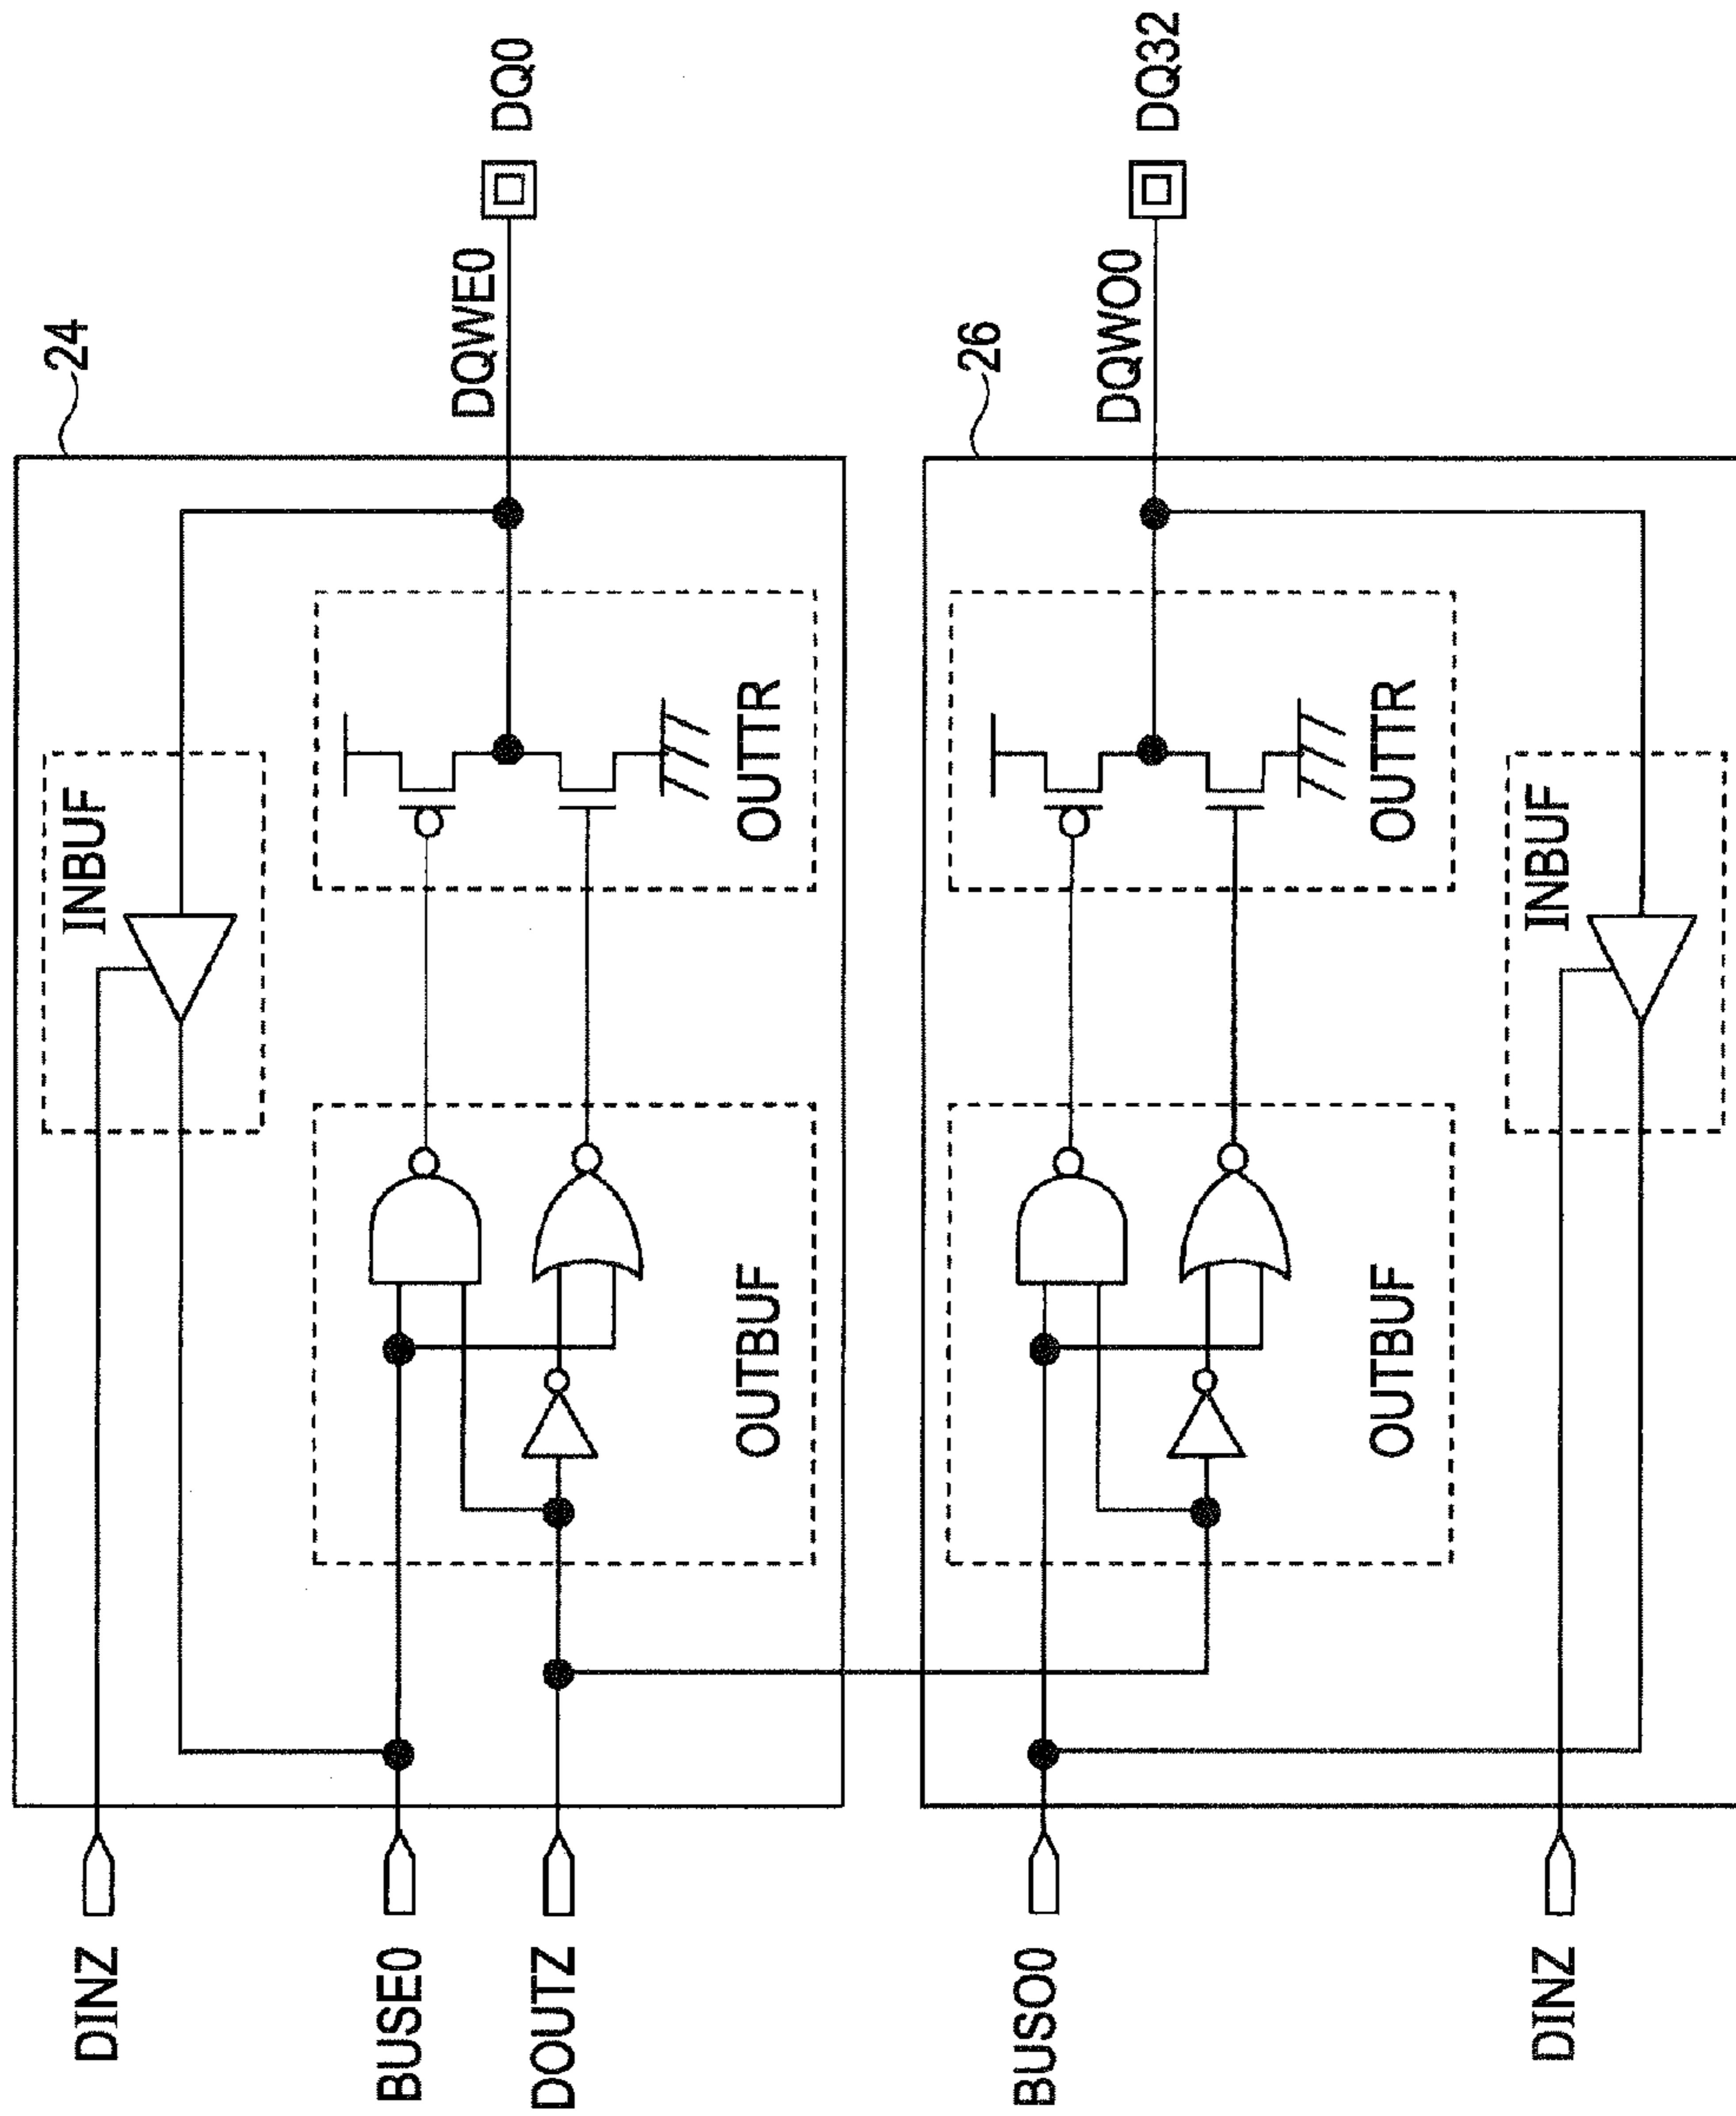 24
DINZ
INBUF
BUSE0
DOUTZ
OUTBUF
OUTTR
DQWE0
DQ0
26
BUSO0
OUTBUF
OUTTR
DQWO0
DQ32
INBUF
DINZ